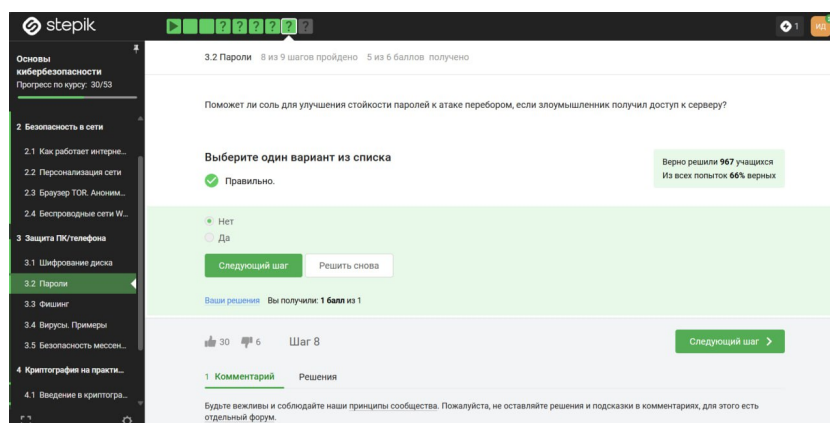 stepik
? ? ? ? ? ?
1
ИД
Основы
кибербезопасности
Прогресс по курсу: 30/53
2 Безопасность в сети
2.1 Как работает интерне...
2.2 Персонализация сети
2.3 Браузер TOR. Аноним...
2.4 Беспроводные сети W...
3 Защита ПК/телефона
3.1 Шифрование диска
3.2 Пароли
3.3 Фишинг
3.4 Вирусы. Примеры
3.5 Безопасность мессен...
4 Криптография на практи...
4.1 Введение в криптогра...
3.2 Пароли 8 из 9 шагов пройдено 5 из 6 баллов получено
Поможет ли соль для улучшения стойкости паролей к атаке перебором, если злоумышленник получил доступ к серверу?
Выберите один вариант из списка
Правильно.
Верно решили 967 учащихся
Из всех попыток 66% верных
Нет
Да
Следующий шаг Решить снова
Ваши решения Вы получили: 1 балл из 1
30 6 Шаг 8
Следующий шаг
1 Комментарий Решения
Будьте вежливы и соблюдайте наши принципы сообщества. Пожалуйста, не оставляйте решения и подсказки в комментариях, для этого есть
отдельный форум.